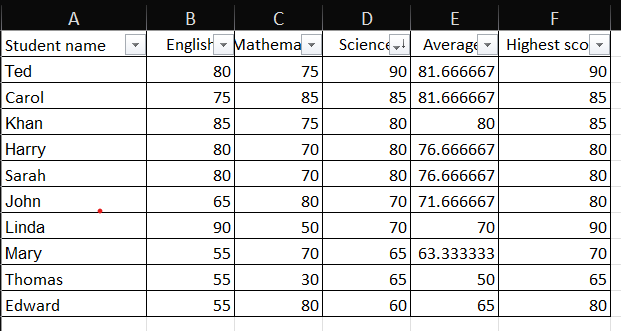 A B C D E F
Student name English Mathema Science Average Highest sco
Ted 80 75 90 81.666667 90
Carol 75 85 85 81.666667 85
Khan 85 75 80 80 85
Harry 80 70 80 76.666667 80
Sarah 80 70 80 76.666667 80
John 65 80 70 71.666667 80
Linda 90 50 70 70 90
Mary 55 70 65 63.333333 70
Thomas 55 30 65 50 65
Edward 55 80 60 65 80